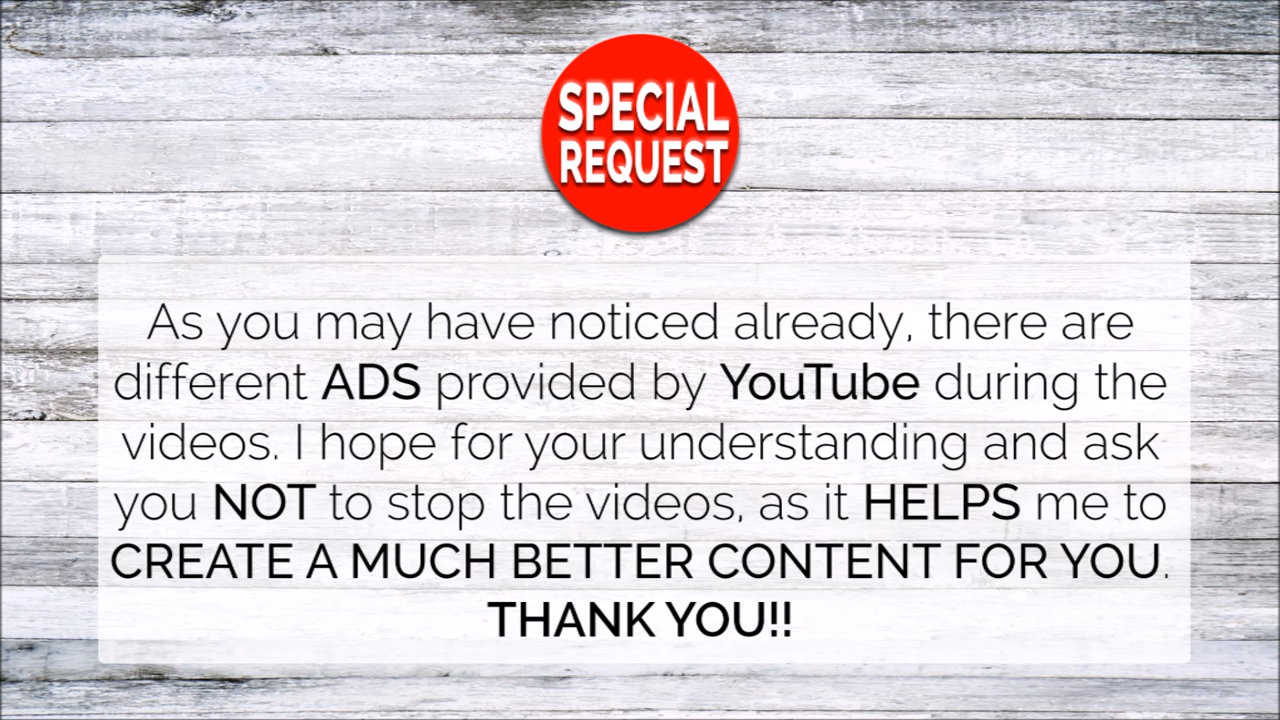 SPECIAL
REQUEST
As you may have noticed already, there are
different ADS provided by YouTube during the
videos. I hope for your understanding and ask
you NOT to stop the videos, as it HELPS me to
CREATE A MUCH BETTER CONTENT FOR YOU.
THANK YOU!!